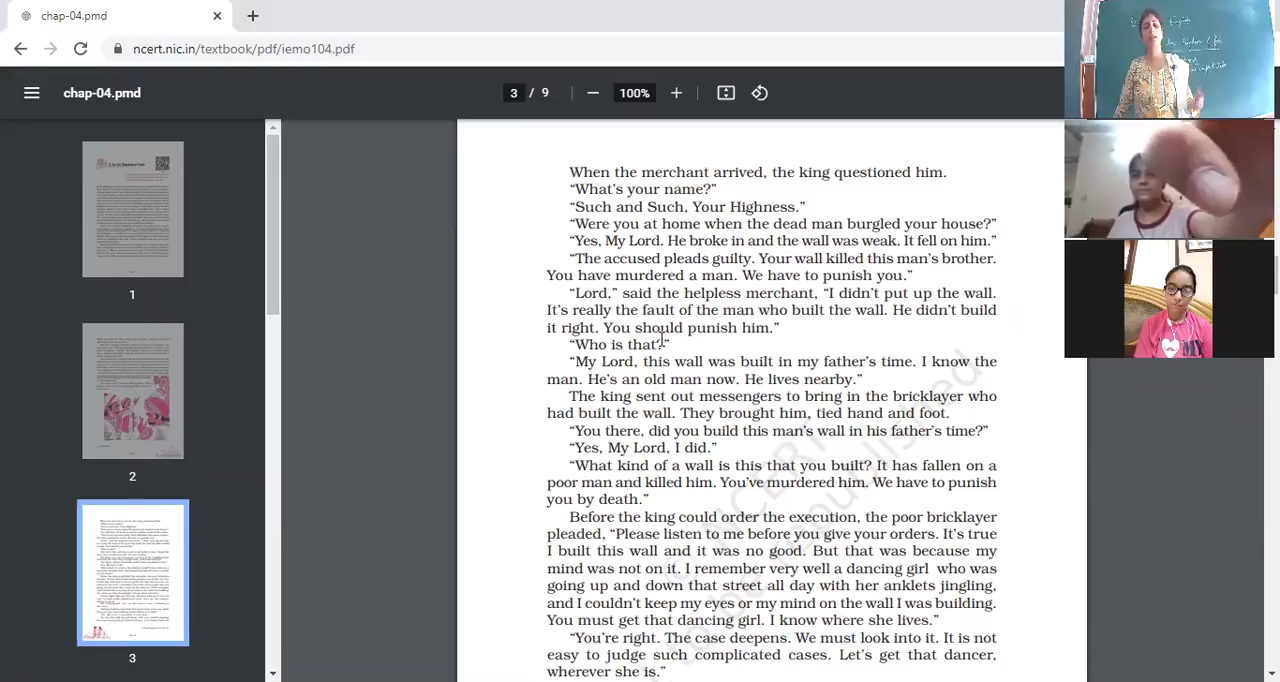 chap-04.pmd
ncert.nic.in/textbook/pdf/iemo104.pdf
chap-04.pmd
3 / 9
100%
1
2
3
When the merchant arrived, the king questioned him.
“What’s your name?”
“Such and Such, Your Highness.”
“Were you at home when the dead man burgled your house?”
“Yes, My Lord. He broke in and the wall was weak. It fell on him.”
“The accused pleads guilty. Your wall killed this man’s brother.
You have murdered a man. We have to punish you.”
“Lord,” said the helpless merchant, “I didn’t put up the wall.
It’s really the fault of the man who built the wall. He didn’t build
it right. You should punish him.”
“Who is that?”
“My Lord, this wall was built in my father’s time. I know the
man. He’s an old man now. He lives nearby.”
The king sent out messengers to bring in the bricklayer who
had built the wall. They brought him, tied hand and foot.
“You there, did you build this man’s wall in his father’s time?”
“Yes, My Lord, I did.”
“What kind of a wall is this that you built? It has fallen on a
poor man and killed him. You’ve murdered him. We have to punish
you by death.”
Before the king could order the execution, the poor bricklayer
pleaded, “Please listen to me before you give your orders. It’s true
I built this wall and it was no good. But that was because my
mind was not on it. I remember very well a dancing girl who was
going up and down that street all day with her anklets jingling,
and I couldn’t keep my eyes or my mind on the wall I was building.
You must get that dancing girl. I know where she lives.”
“You’re right. The case deepens. We must look into it. It is not
easy to judge such complicated cases. Let’s get that dancer,
wherever she is.”